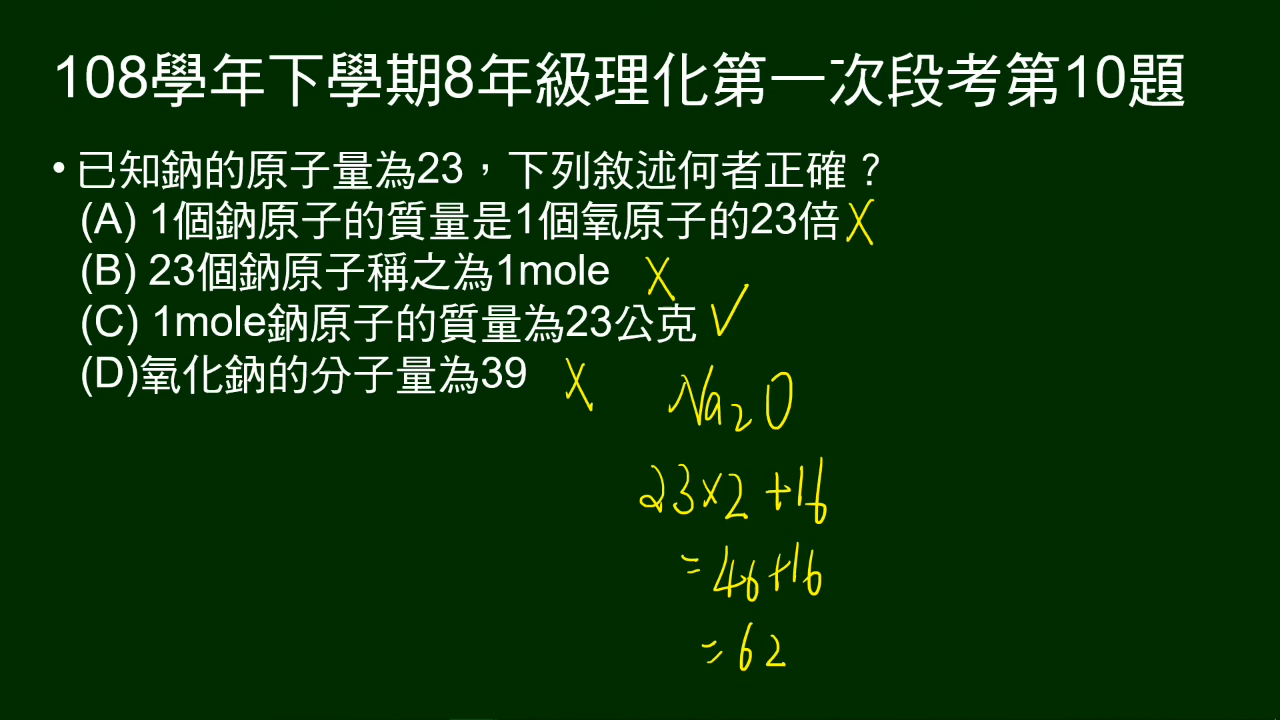 108學年下學期8年級理化第一次段考第10題
• 已知鈉的原子量為23，下列敘述何者正確？
(A) 1個鈉原子的質量是1個氧原子的23倍 X
(B) 23個鈉原子稱之為1mole X
(C) 1mole鈉原子的質量為23公克 ✓
(D)氧化鈉的分子量為39 X Na₂O
23×2+16
=46+16
=62